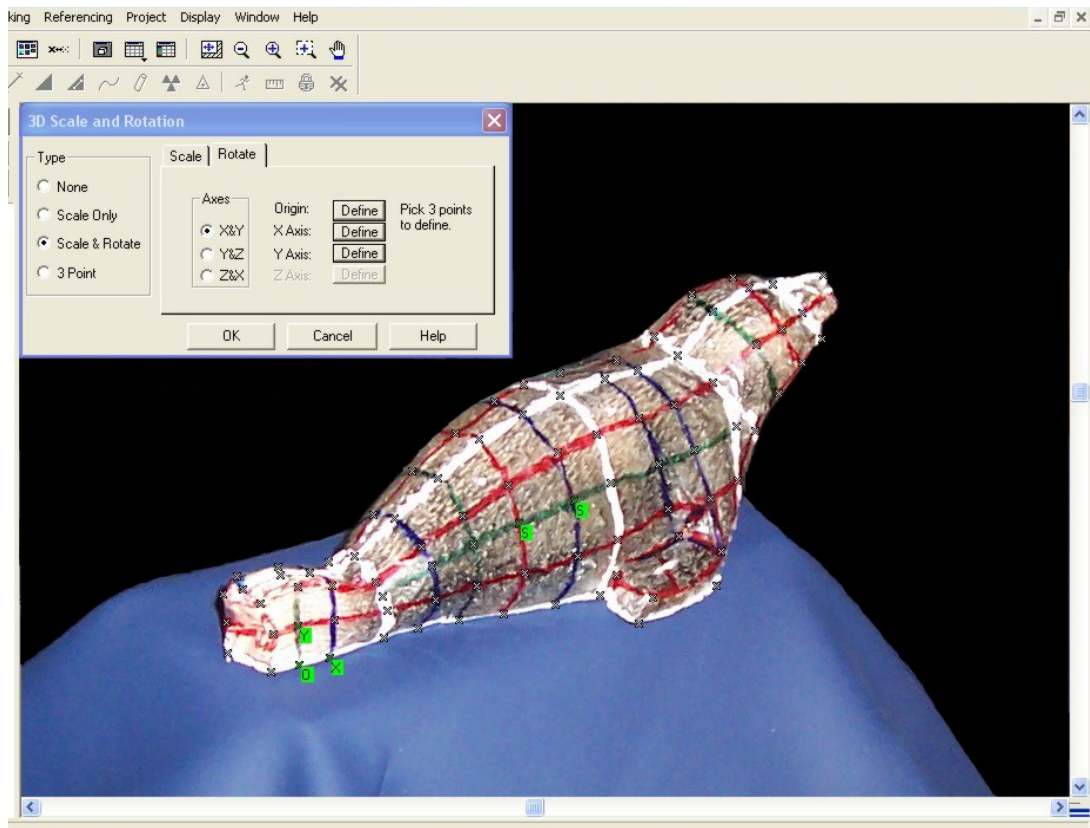 king Referencing Project Display Window Help
3D Scale and Rotation
Type
None
Scale Only
Scale & Rotate
3 Point
Scale Rotate
Axes
X&Y
Y&Z
Z&X
Origin: Define
X Axis: Define
Y Axis: Define
Z Axis: Define
Pick 3 points
to define.
OK Cancel Help
S
S
Y
O
X